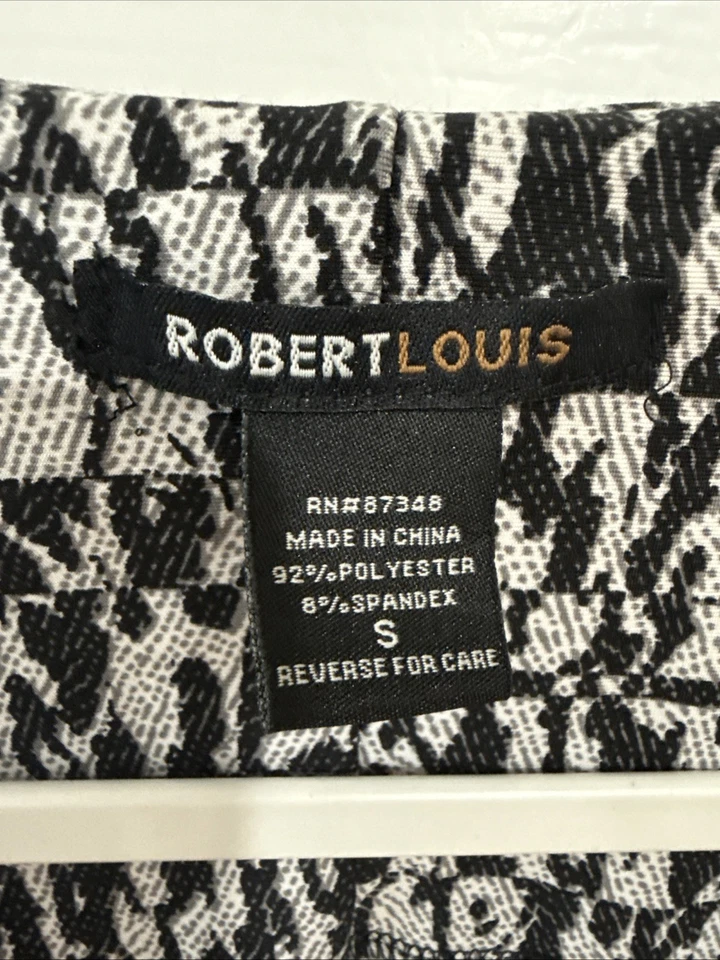 ROBERTLOUIS
RN#87348
MADE IN CHINA
92%POLYESTER
8%SPANDEX
S
REVERSE FOR CARE